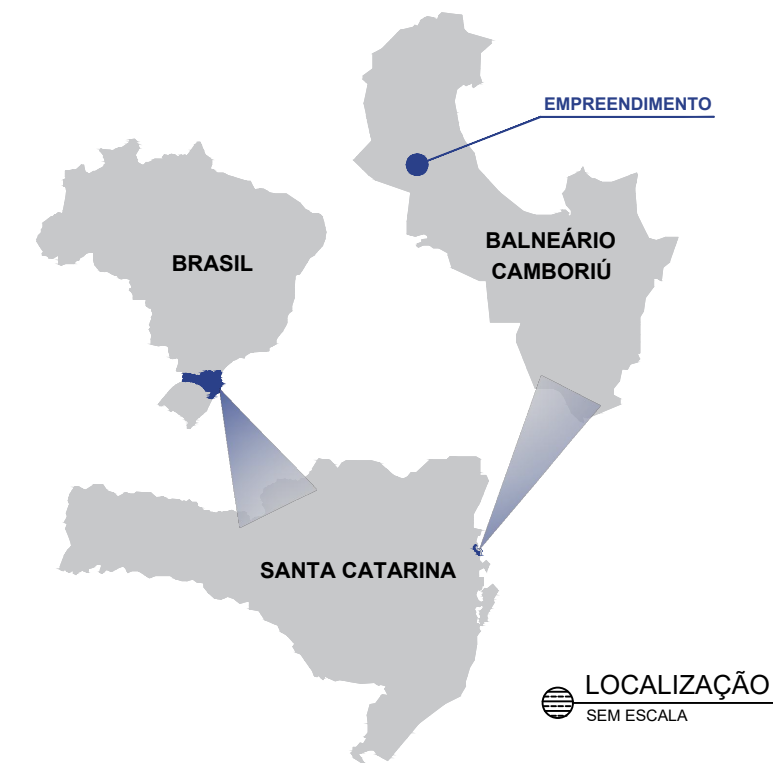 EMPREENDIMENTO
BALNEÁRIO
CAMBORIÚ
BRASIL
SANTA CATARINA
LOCALIZAÇÃO
SEM ESCALA